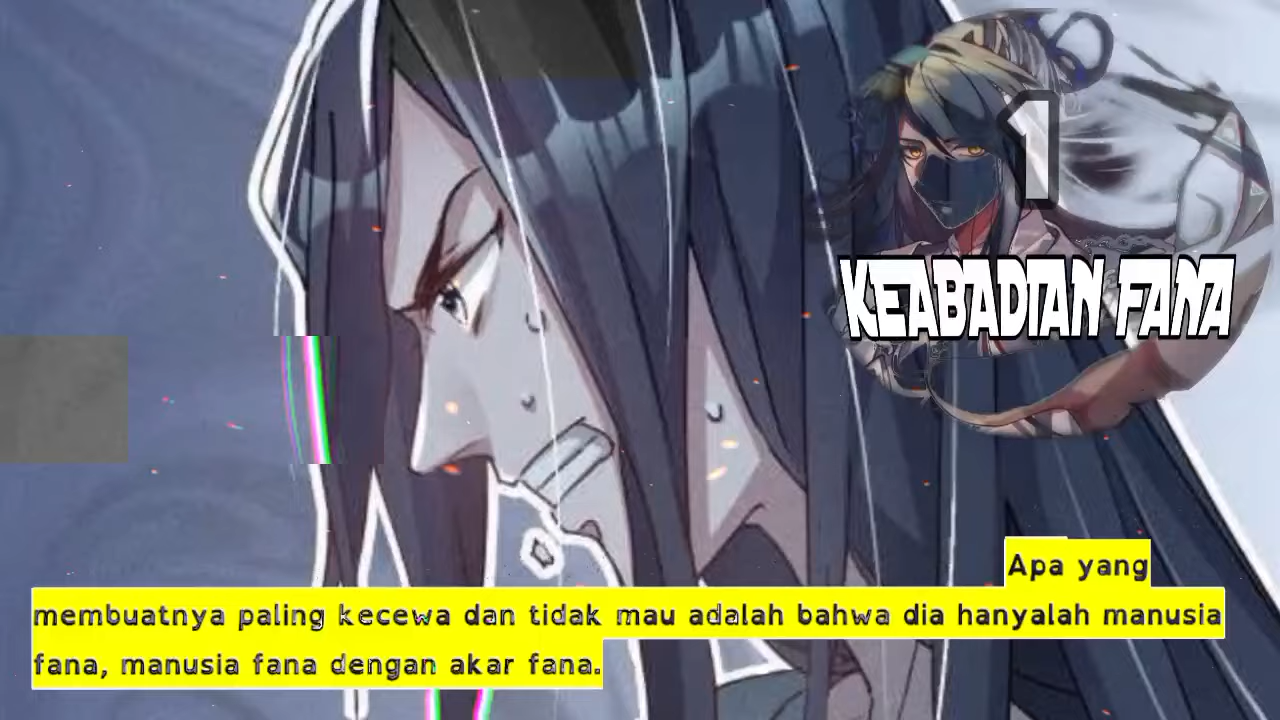 1
KEABADIAN FANA
Apa yang
membuatnya paling kecewa dan tidak mau adalah bahwa dia hanyalah manusia
fana, manusia fana dengan akar fana.